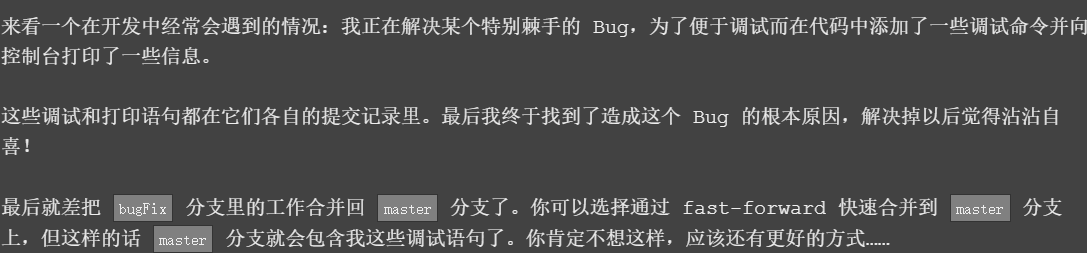 来看一个在开发中经常会遇到的情况：我正在解决某个特别棘手的 Bug，为了便于调试而在代码中添加了一些调试命令并向
控制台打印了一些信息。
这些调试和打印语句都在它们各自的提交记录里。最后我终于找到了造成这个 Bug 的根本原因，解决掉以后觉得沾沾自
喜！
最后就差把 bugFix 分支里的工作合并回 master 分支了。你可以选择通过 fast-forward 快速合并到 master 分支
上，但这样的话 master 分支就会包含我这些调试语句了。你肯定不想这样，应该还有更好的方式……